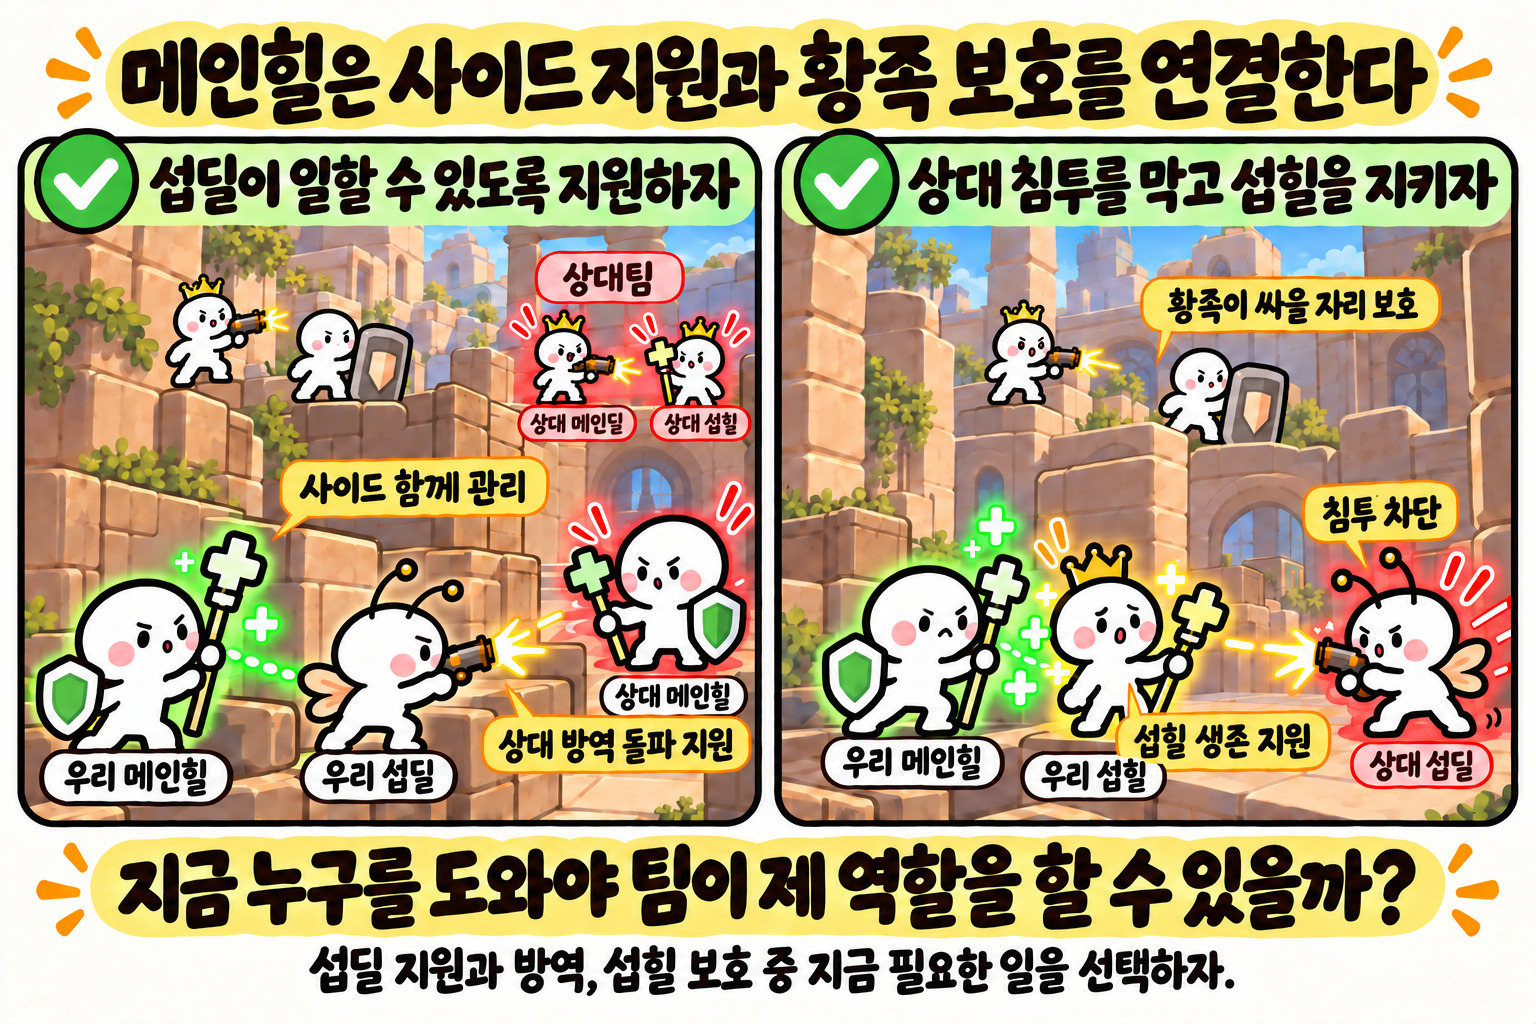 메인힐은 사이드 지원과 황족 보호를 연결한다
섭딜이 일할 수 있도록 지원하자
상대팀
상대 메인딜
상대 섭힐
사이드 함께 관리
상대 메인힐
상대 방역 돌파 지원
우리 메인힐
우리 섭딜
상대 침투를 막고 섭힐을 지키자
황족이 싸울 자리 보호
침투 차단
섭힐 생존 지원
우리 메인힐
우리 섭힐
상대 섭딜
지금 누구를 도와야 팀이 제 역할을 할 수 있을까?
섭딜 지원과 방역, 섭힐 보호 중 지금 필요한 일을 선택하자.